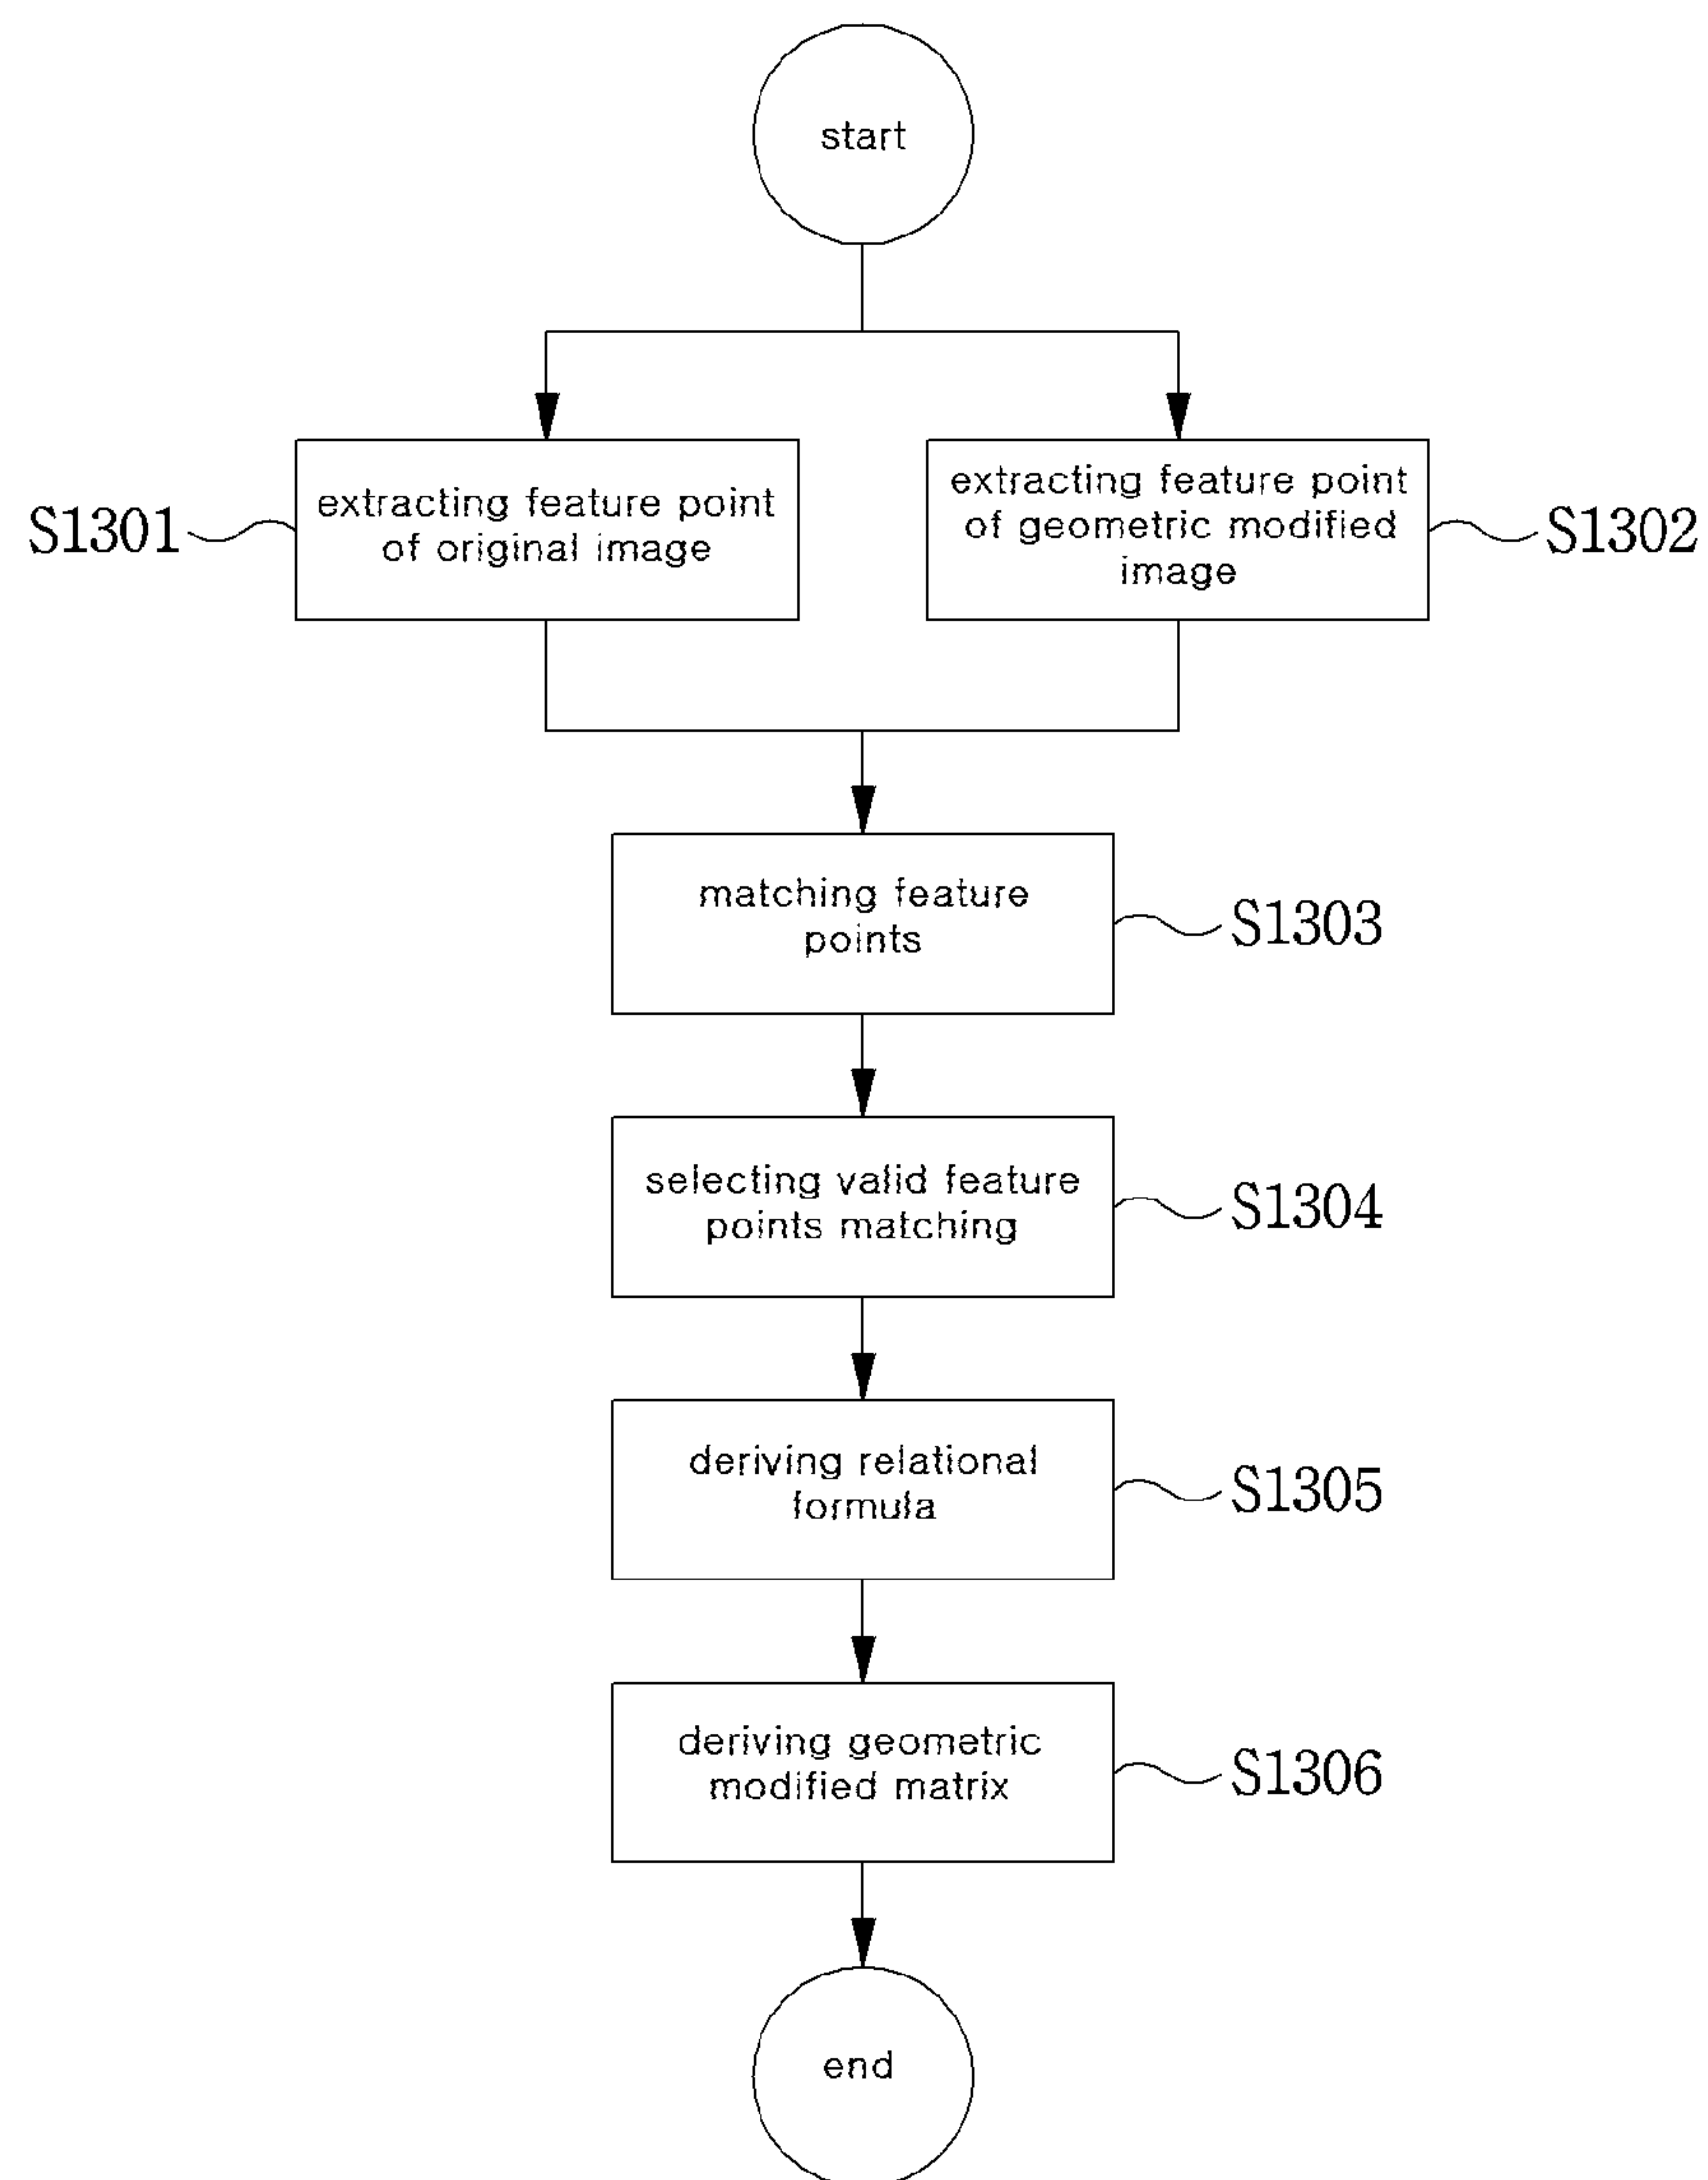 start
S1301
extracting feature point
of original image
extracting feature point
of geometric modified
image
S1302
matching feature
points
S1303
selecting valid feature
points matching
S1304
deriving relational
formula
S1305
deriving geometric
modified matrix
S1306
end